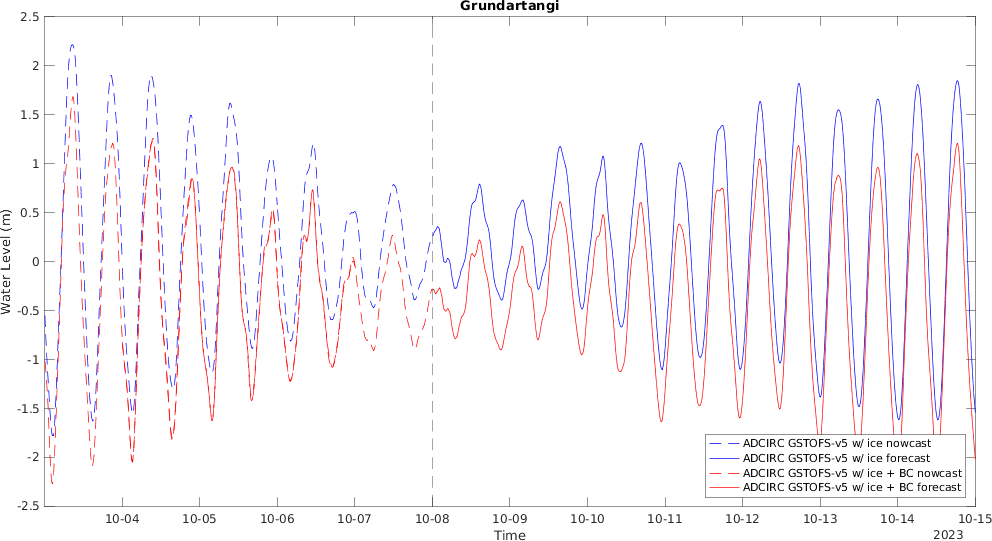 Grundartangi
2.5
2
1.5
1
0.5
0
-0.5
-1
-1.5
-2
-2.5
Water Level (m)
ADCIRC GSTOFS-v5 w/ ice nowcast
ADCIRC GSTOFS-v5 w/ ice forecast
ADCIRC GSTOFS-v5 w/ ice + BC nowcast
ADCIRC GSTOFS-v5 w/ ice + BC forecast
10-04 10-05 10-06 10-07 10-08 10-09 10-10 10-11 10-12 10-13 10-14 10-15
Time
2023